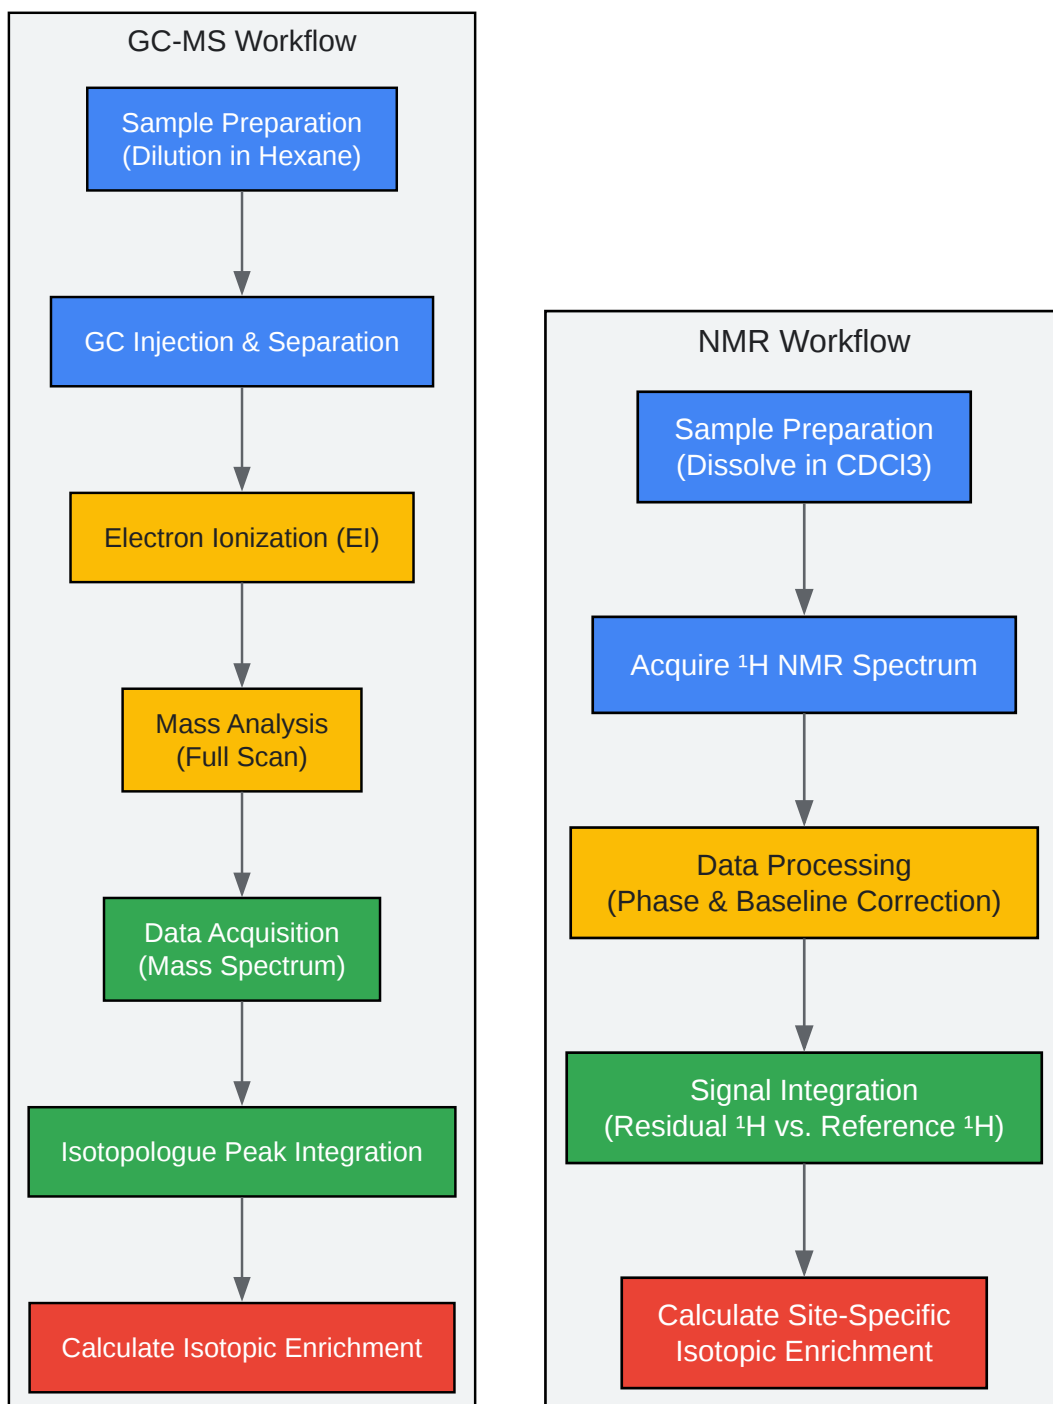 GC-MS Workflow
Sample Preparation
(Dilution in Hexane)
GC Injection & Separation
Electron Ionization (EI)
Mass Analysis
(Full Scan)
Data Acquisition
(Mass Spectrum)
Isotopologue Peak Integration
Calculate Isotopic Enrichment
NMR Workflow
Sample Preparation
(Dissolve in CDCl3)
Acquire ¹H NMR Spectrum
Data Processing
(Phase & Baseline Correction)
Signal Integration
(Residual ¹H vs. Reference ¹H)
Calculate Site-Specific
Isotopic Enrichment